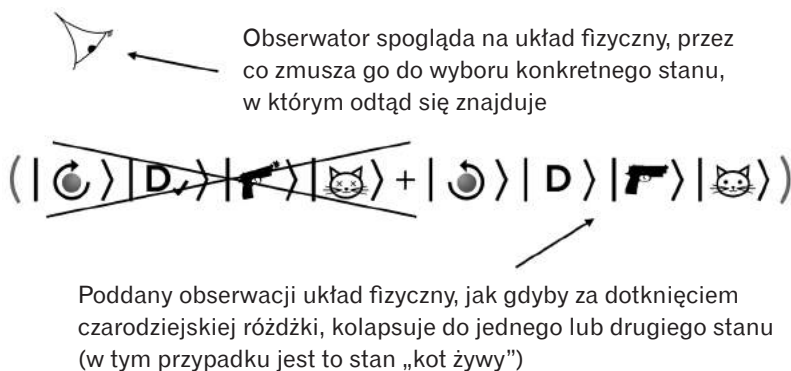 Obserwator spogląda na układ fizyczny, przez
co zmusza go do wyboru konkretnego stanu,
w którym odtąd się znajduje
( | ⟩ | D✓ ⟩ | ⟩ | ⟩ + | ⟩ | D ⟩ | ⟩ | ⟩ )
Poddany obserwacji układ fizyczny, jak gdyby za dotknięciem
czarodziejskiej różdżki, kolapsuje do jednego lub drugiego stanu
(w tym przypadku jest to stan „kot żywy”)